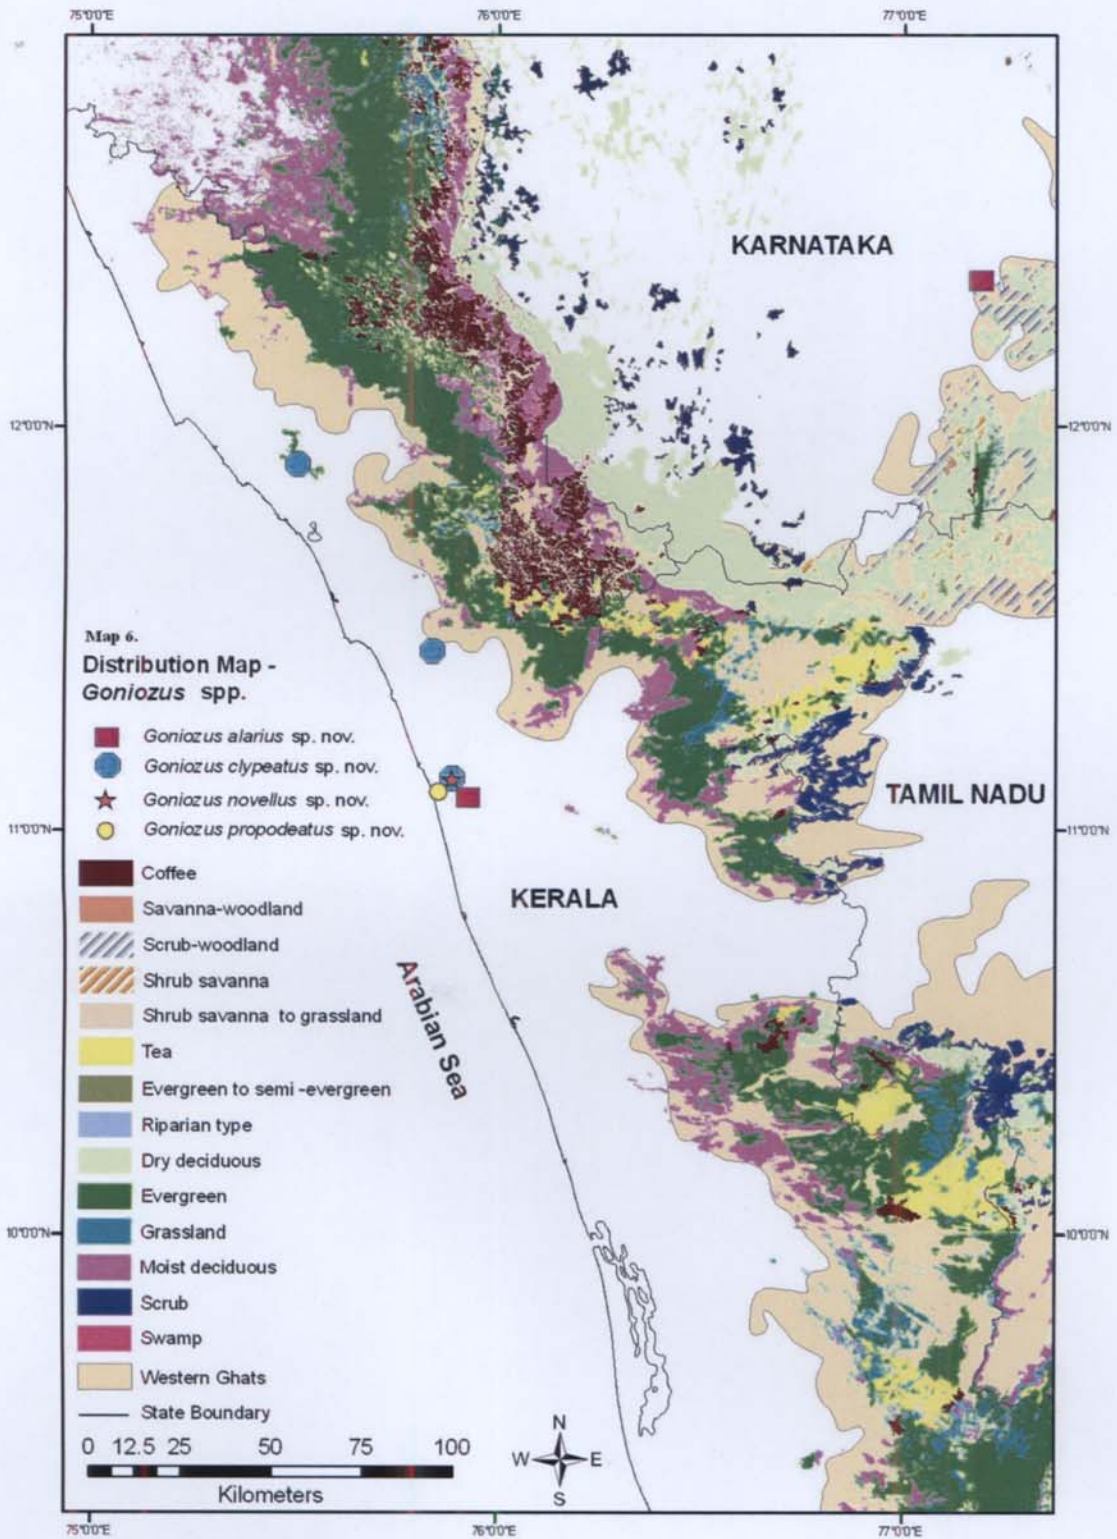 75°0'0"E 76°0'0"E 77°0'0"E
KARNATAKA
12°0'0"N 12°0'0"N
Map 6.
Distribution Map -
Goniozus spp.
Goniozus alarius sp. nov.
Goniozus clypeatus sp. nov.
Goniozus novellus sp. nov.
Goniozus propodeatus sp. nov.
TAMIL NADU
11°0'0"N 11°0'0"N
KERALA
Arabian Sea
Coffee
Savanna-woodland
Scrub-woodland
Shrub savanna
Shrub savanna to grassland
Tea
Evergreen to semi -evergreen
Riparian type
Dry deciduous
Evergreen
Grassland
Moist deciduous
Scrub
Swamp
Western Ghats
State Boundary
10°0'0"N 10°0'0"N
0 12.5 25 50 75 100
Kilometers
N
W E
S
75°0'0"E 76°0'0"E 77°0'0"E